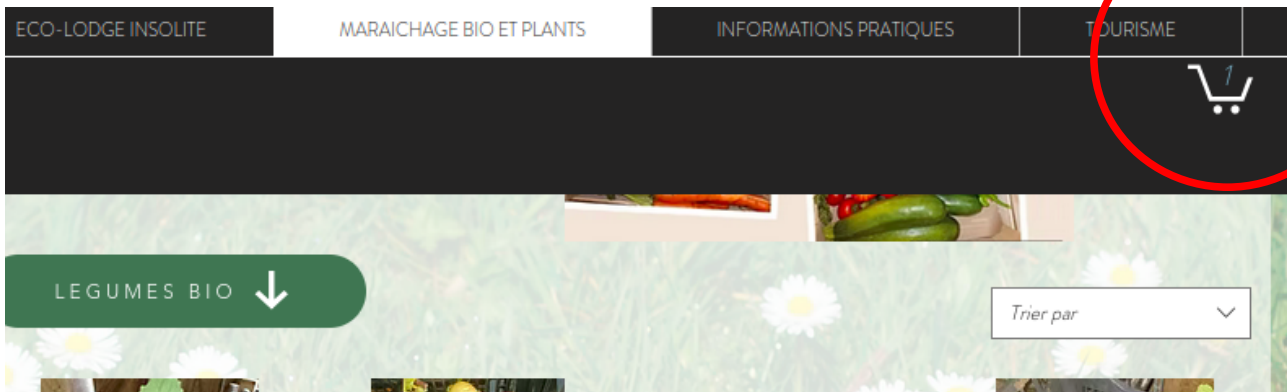 ECO-LODGE INSOLITE MARAICHAGE BIO ET PLANTS INFORMATIONS PRATIQUES TOURISME
1
LEGUMES BIO
Trier par